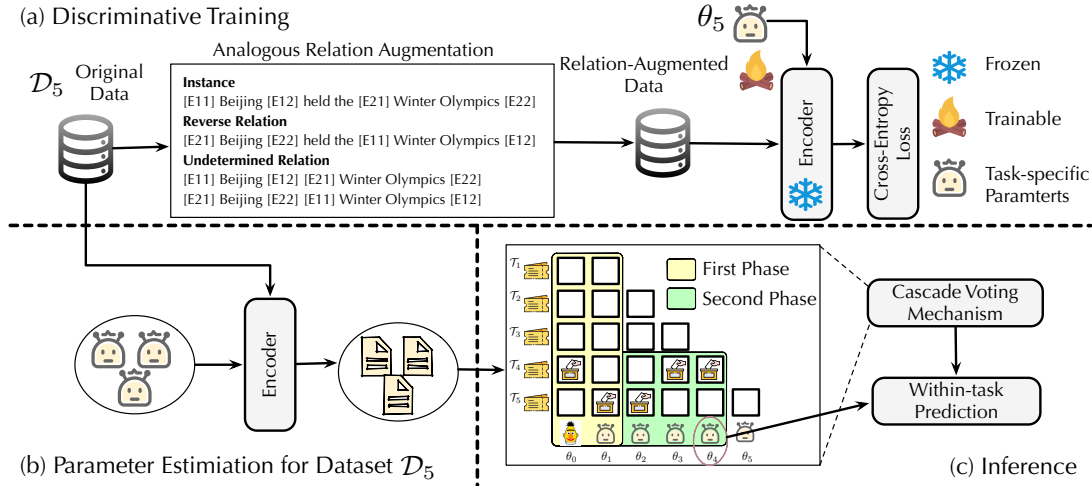 (a) Discriminative Training
Analogous Relation Augmentation
𝒟5
Original
Data
Instance
[E11] Beijing [E12] held the [E21] Winter Olympics [E22]
Reverse Relation
[E21] Beijing [E22] held the [E11] Winter Olympics [E12]
Undetermined Relation
[E11] Beijing [E12] [E21] Winter Olympics [E22]
[E21] Beijing [E22] [E11] Winter Olympics [E12]
Relation-Augmented
Data
θ5
Encoder
Cross-Entropy
Loss
Frozen
Trainable
Task-specific
Paramterts
Encoder
(b) Parameter Estimiation for Dataset 𝒟5
𝒯1
𝒯2
𝒯3
𝒯4
𝒯5
First Phase
Second Phase
θ0 θ1 θ2 θ3 θ4 θ5
Cascade Voting
Mechanism
Within-task
Prediction
(c) Inference